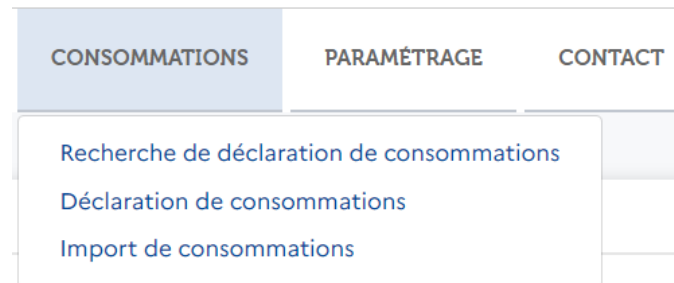 CONSOMMATIONS PARAMÉTRAGE CONTACT
Recherche de déclaration de consommations
Déclaration de consommations
Import de consommations